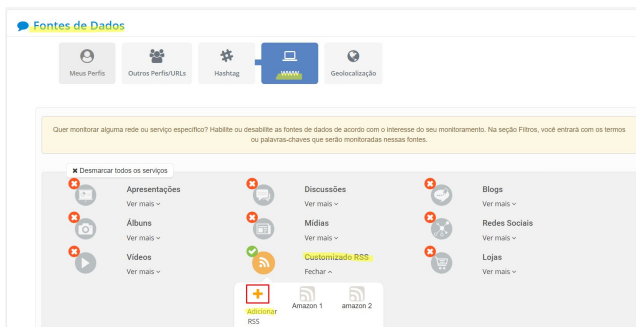 Fontes de Dados
Meus Perfis
Outros Perfis/URLs
Hashtag
www
Geolocalização
Quer monitorar alguma rede ou serviço específico? Habilite ou desabilite as fontes de dados de acordo com o interesse do seu monitoramento. Na seção Filtros, você entrará com os termos
ou palavras-chaves que serão monitoradas nessas fontes.
✖ Desmarcar todos os serviços
Apresentações
Discussões
Blogs
Ver mais
Ver mais
Ver mais
Álbuns
Mídias
Redes Sociais
Ver mais
Ver mais
Ver mais
Vídeos
Customizado RSS
Lojas
Ver mais
Fechar
Ver mais
Adicionar
RSS
Amazon 1
amazon 2